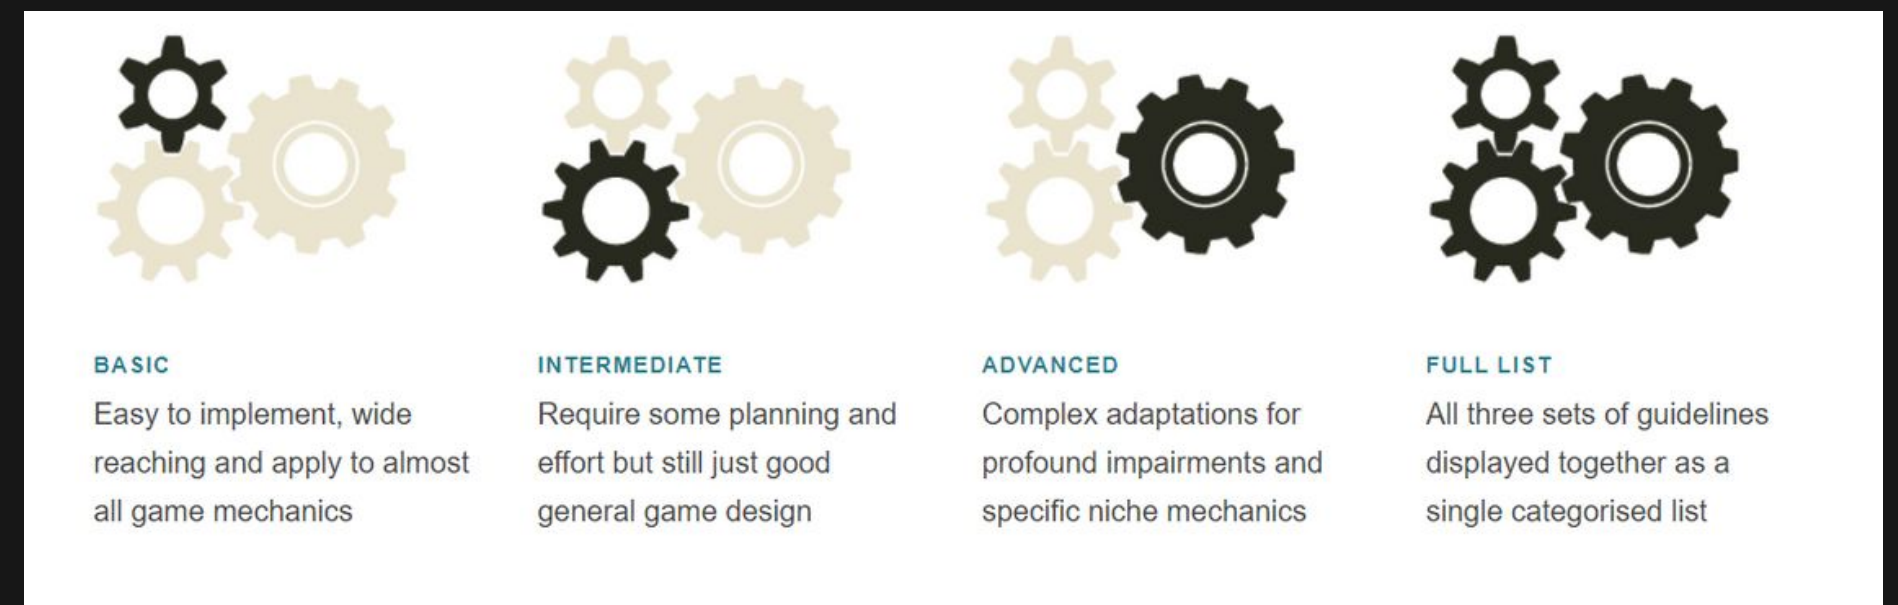 BASIC
Easy to implement, wide
reaching and apply to almost
all game mechanics
INTERMEDIATE
Require some planning and
effort but still just good
general game design
ADVANCED
Complex adaptations for
profound impairments and
specific niche mechanics
FULL LIST
All three sets of guidelines
displayed together as a
single categorised list